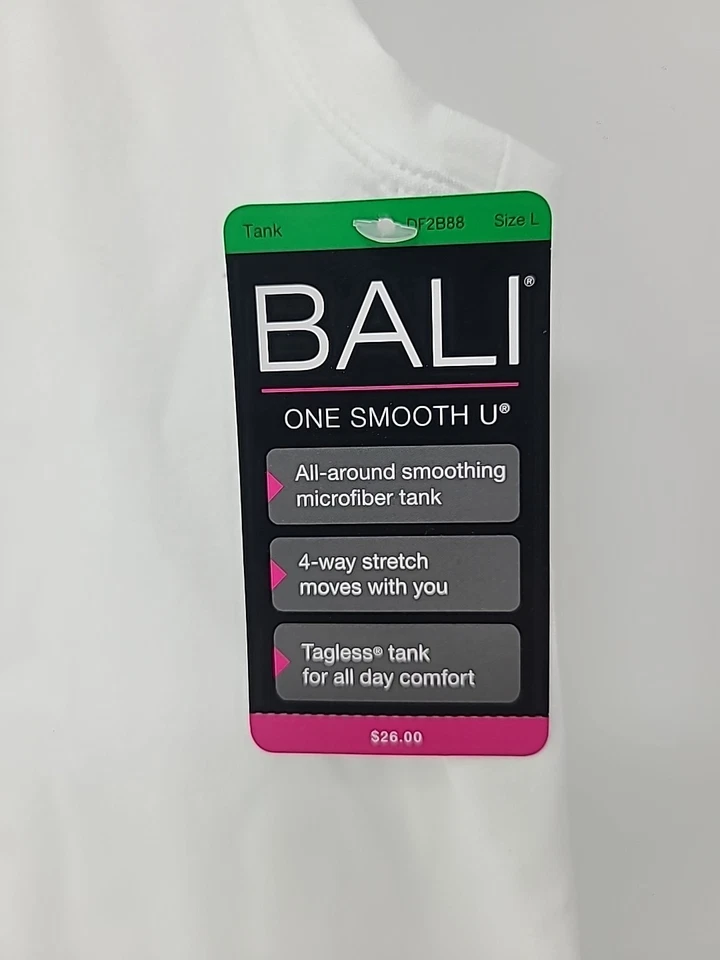 Tank DF2B88 Size L
BALI®
ONE SMOOTH U®
All-around smoothing
microfiber tank
4-way stretch
moves with you
Tagless® tank
for all day comfort
$26.00